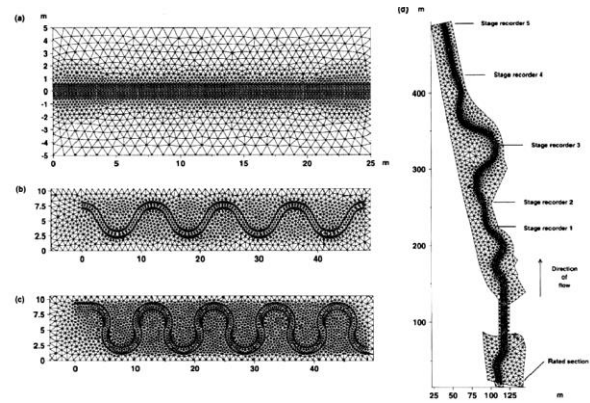 (a)
m
5
4
3
2
1
0
-1
-2
-3
-4
-5
0 5 10 15 20 25 m
(b)
10
7.5
5
2.5
0
0 10 20 30 40
(c)
10
7.5
5
2.5
0
0 10 20 30 40 m
(d) m
Stage recorder 5
Stage recorder 4
400
Stage recorder 3
300
Stage recorder 2
Stage recorder 1
200
Direction
of
flow
100
Rated section
25 50 75 100 125 m